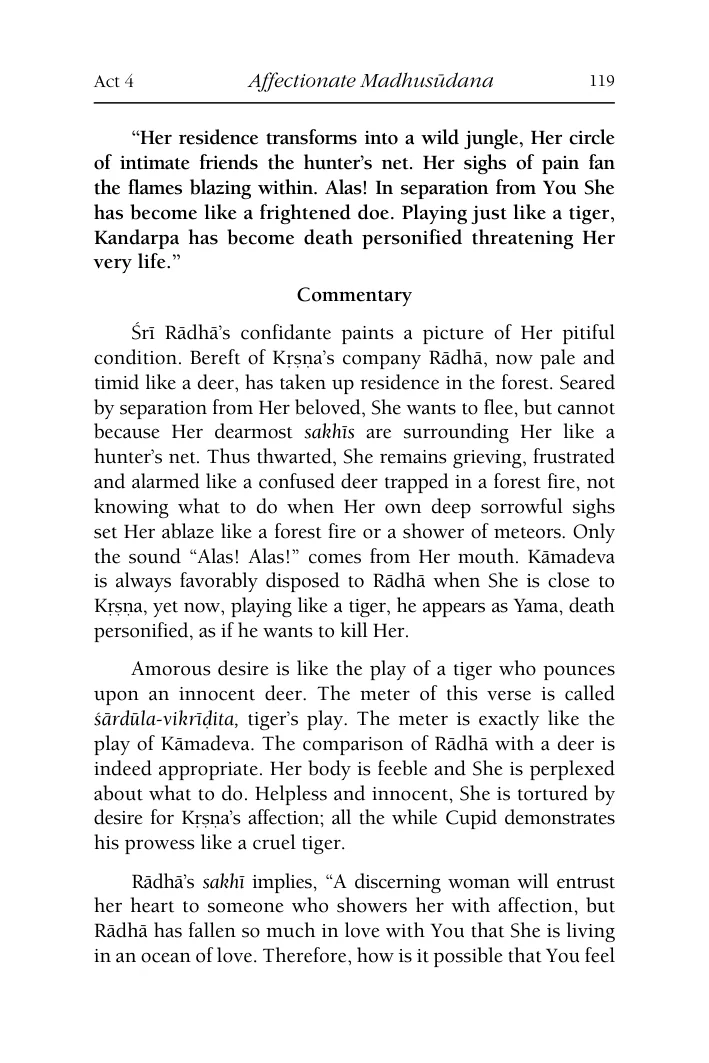 Act 4 Affectionate Madhusūdana 119
“Her residence transforms into a wild jungle, Her circle
of intimate friends the hunter’s net. Her sighs of pain fan
the flames blazing within. Alas! In separation from You She
has become like a frightened doe. Playing just like a tiger,
Kandarpa has become death personified threatening Her
very life.”
Commentary
Śrī Rādhā’s confidante paints a picture of Her pitiful
condition. Bereft of Kṛṣṇa’s company Rādhā, now pale and
timid like a deer, has taken up residence in the forest. Seared
by separation from Her beloved, She wants to flee, but cannot
because Her dearmost sakhīs are surrounding Her like a
hunter’s net. Thus thwarted, She remains grieving, frustrated
and alarmed like a confused deer trapped in a forest fire, not
knowing what to do when Her own deep sorrowful sighs
set Her ablaze like a forest fire or a shower of meteors. Only
the sound “Alas! Alas!” comes from Her mouth. Kāmadeva
is always favorably disposed to Rādhā when She is close to
Kṛṣṇa, yet now, playing like a tiger, he appears as Yama, death
personified, as if he wants to kill Her.
Amorous desire is like the play of a tiger who pounces
upon an innocent deer. The meter of this verse is called
śārdūla-vikrīḍita, tiger’s play. The meter is exactly like the
play of Kāmadeva. The comparison of Rādhā with a deer is
indeed appropriate. Her body is feeble and She is perplexed
about what to do. Helpless and innocent, She is tortured by
desire for Kṛṣṇa’s affection; all the while Cupid demonstrates
his prowess like a cruel tiger.
Rādhā’s sakhī implies, “A discerning woman will entrust
her heart to someone who showers her with affection, but
Rādhā has fallen so much in love with You that She is living
in an ocean of love. Therefore, how is it possible that You feel